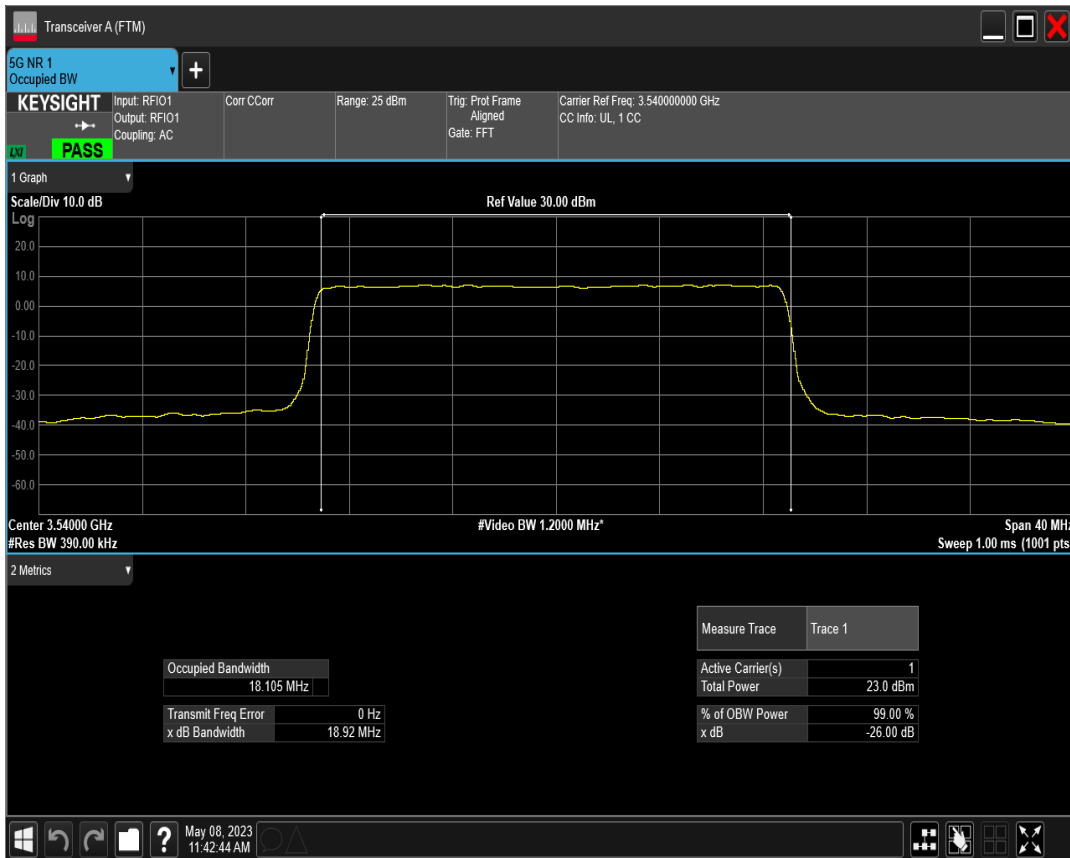 Transceiver A (FTM)
5G NR 1
Occupied BW
+
KEYSIGHT
LXI
PASS
Input: RFIO1
Output: RFIO1
Coupling: AC
Corr CCorr
Range: 25 dBm
Trig: Prot Frame
Aligned
Gate: FFT
Carrier Ref Freq: 3.540000000 GHz
CC Info: UL, 1 CC
1 Graph
Scale/Div 10.0 dB
Ref Value 30.00 dBm
Log
20.0
10.0
0.00
-10.0
-20.0
-30.0
-40.0
-50.0
-60.0
Center 3.54000 GHz
#Video BW 1.2000 MHz*
Span 40 MHz
#Res BW 390.00 kHz
Sweep 1.00 ms (1001 pts
2 Metrics
Measure Trace Trace 1
Occupied Bandwidth
18.105 MHz
Active Carrier(s) 1
Total Power 23.0 dBm
Transmit Freq Error 0 Hz
x dB Bandwidth 18.92 MHz
% of OBW Power 99.00 %
x dB -26.00 dB
?
May 08, 2023
11:42:44 AM